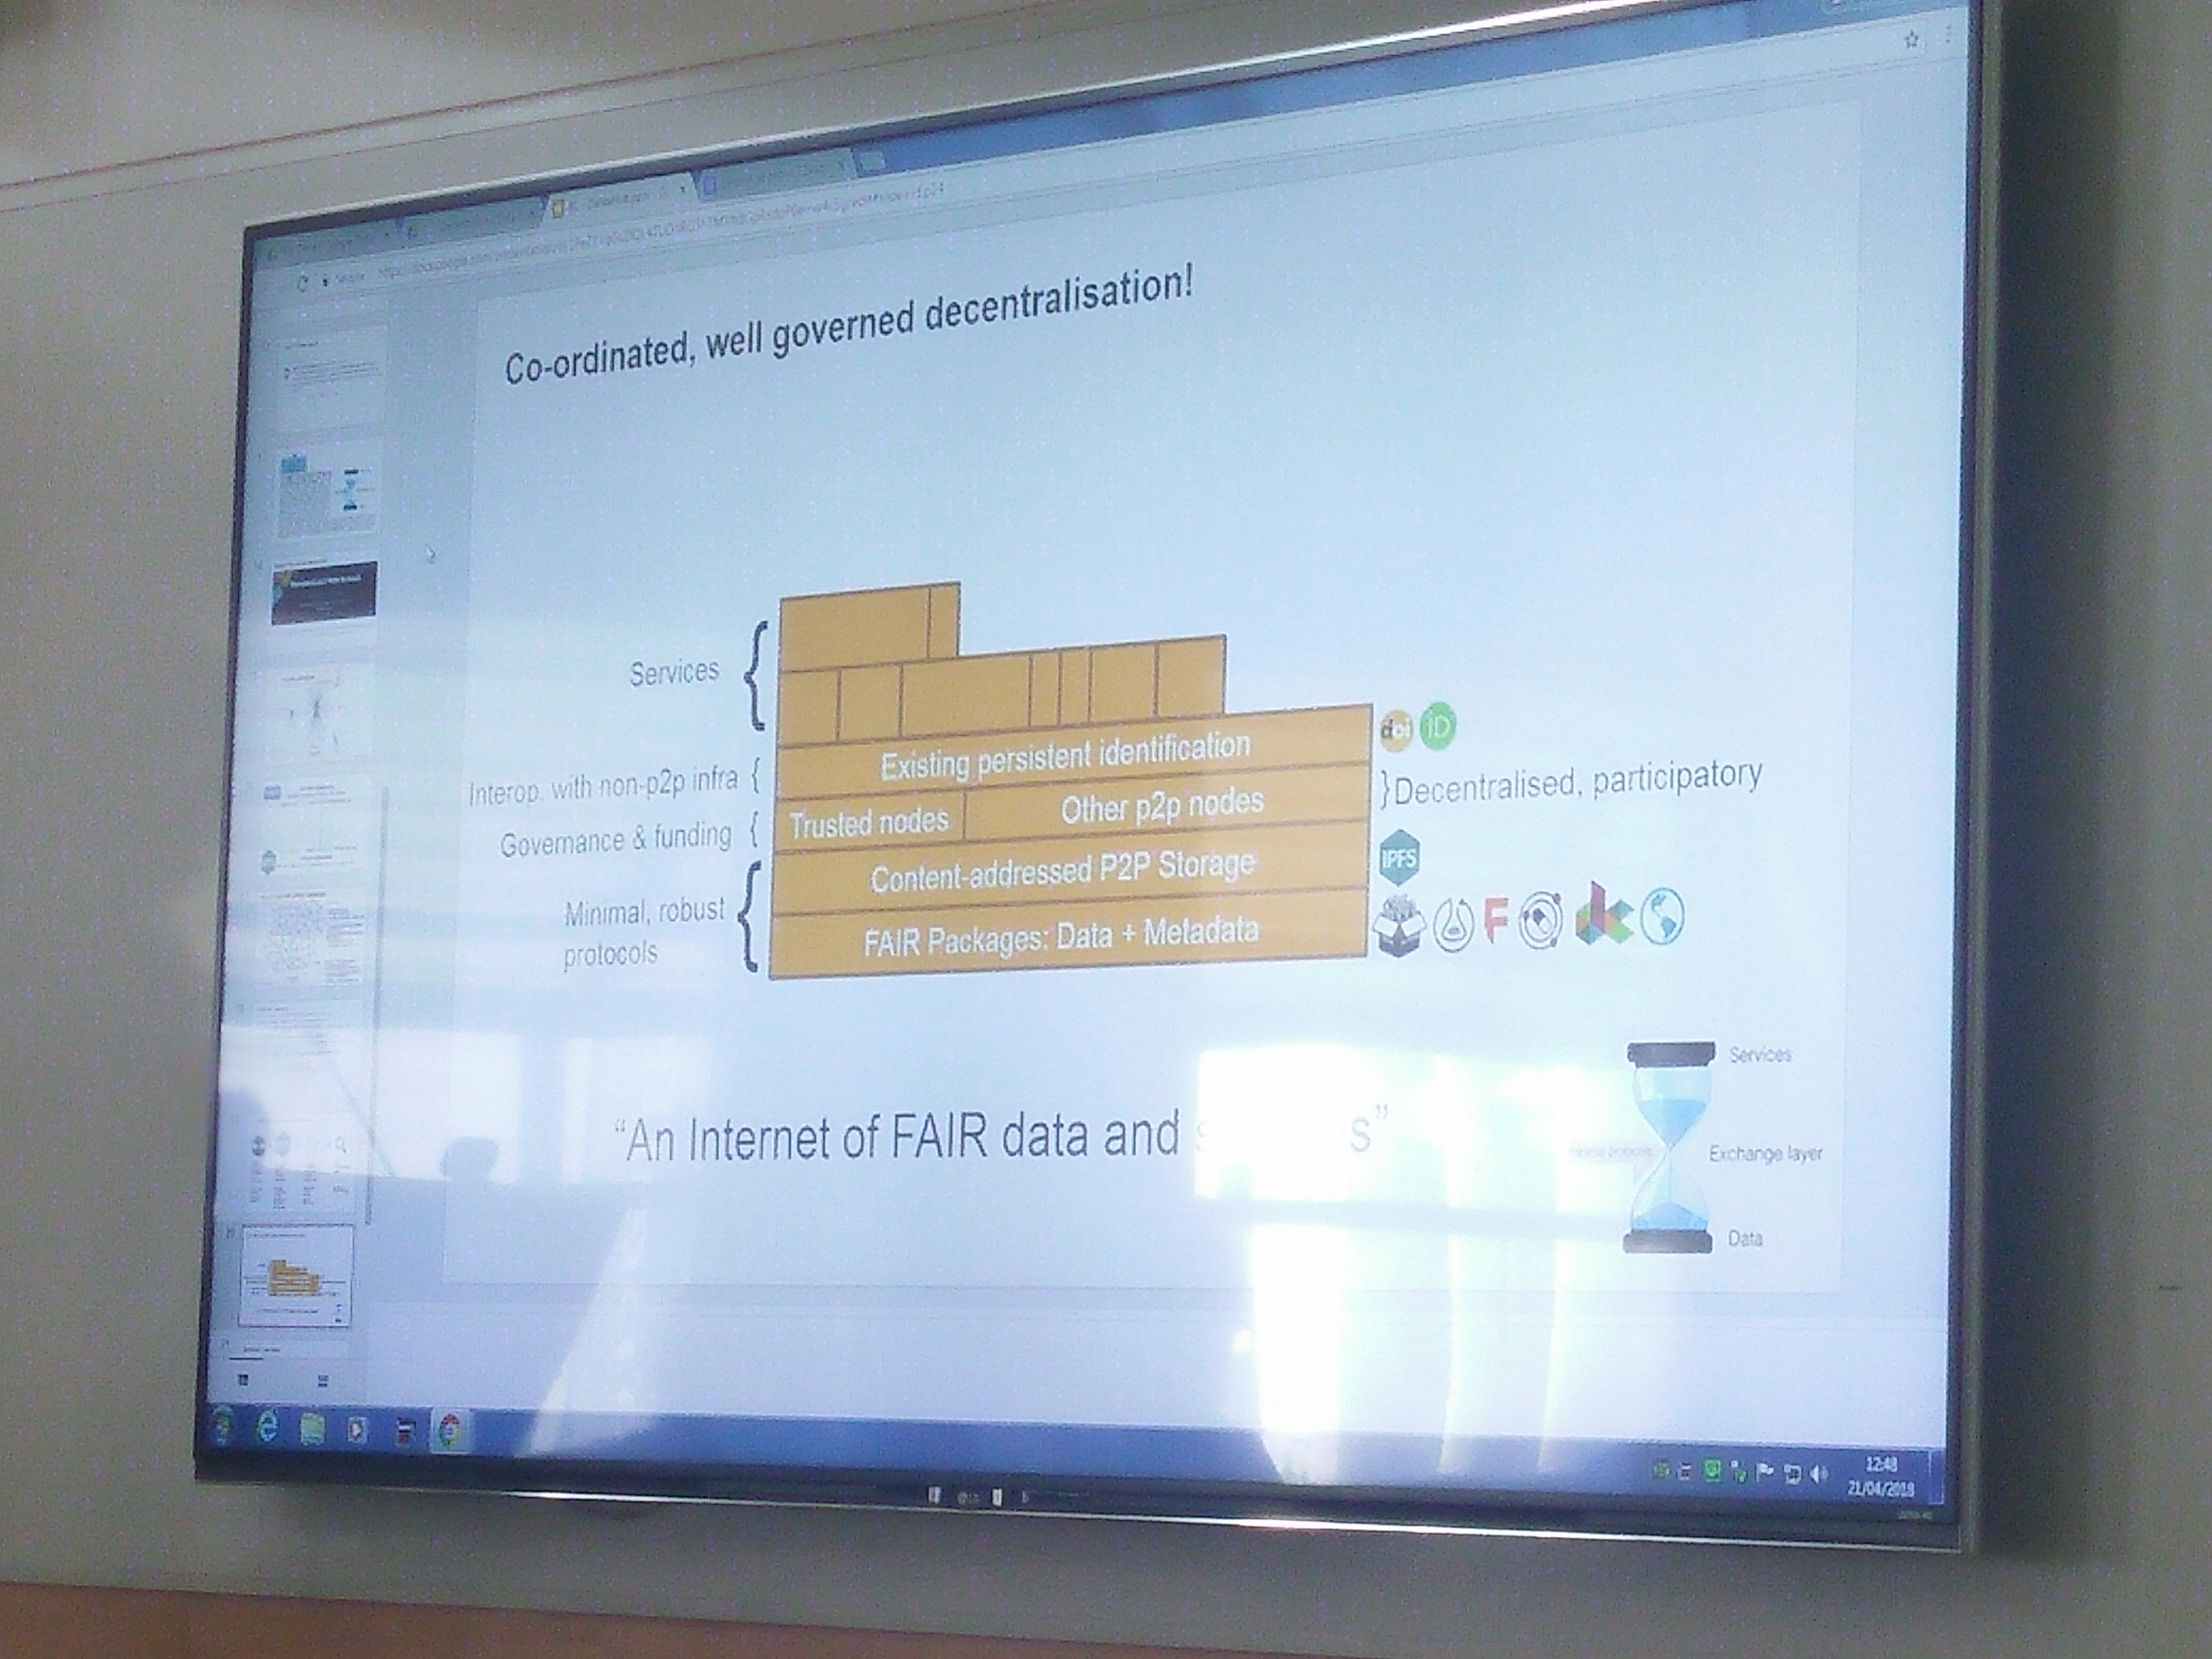 Co-ordinated, well governed decentralisation!
Services
Existing persistent identification
doi iD
Interop. with non-p2p infra
}Decentralised, participatory
Trusted nodes
Other p2p nodes
Governance & funding
Content-addressed P2P Storage
IPFS
Minimal, robust
protocols
FAIR Packages: Data + Metadata
“An Internet of FAIR data and s”
Services
Exchange layer
Data
12:48
21/04/2018